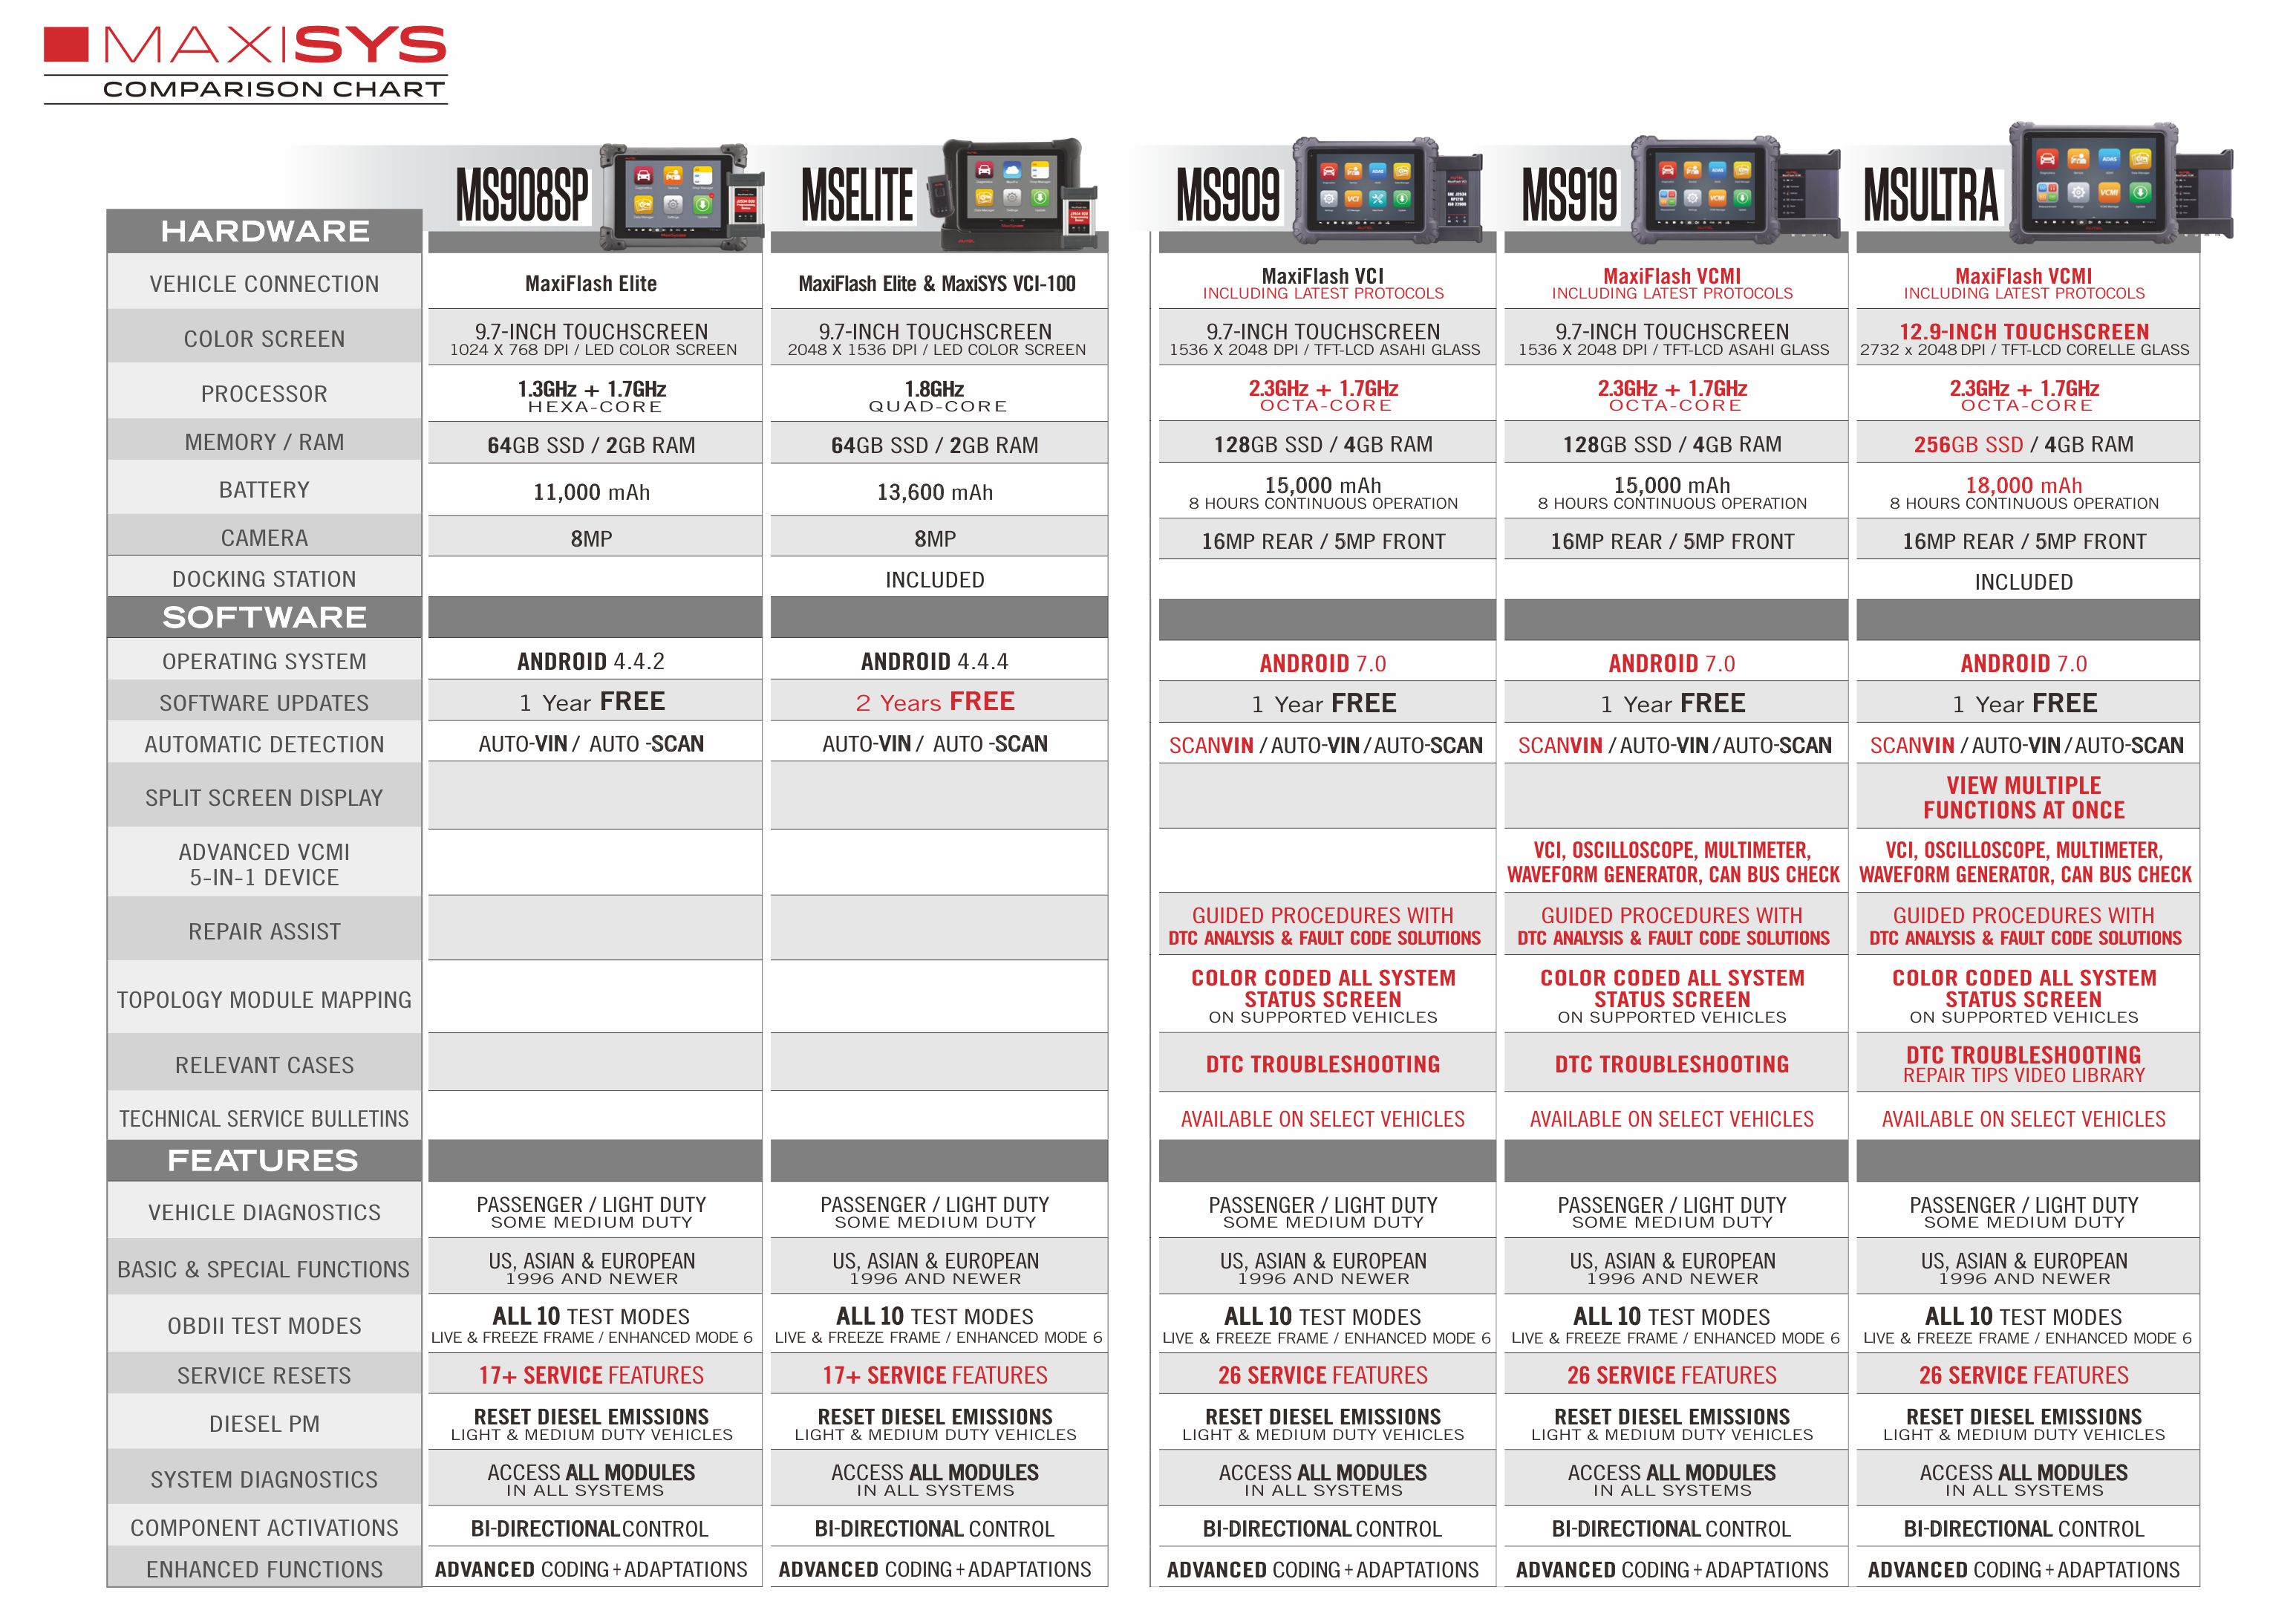 MAXISYS
COMPARISON CHART
MS908SP MSELITE MS909 MS919 MSULTRA
HARDWARE
VEHICLE CONNECTION
MaxiFlash Elite
MaxiFlash Elite & MaxiSYS VCI-100
MaxiFlash VCI
INCLUDING LATEST PROTOCOLS
MaxiFlash VCMI
INCLUDING LATEST PROTOCOLS
MaxiFlash VCMI
INCLUDING LATEST PROTOCOLS
COLOR SCREEN
9.7-INCH TOUCHSCREEN
1024 X 768 DPI / LED COLOR SCREEN
9.7-INCH TOUCHSCREEN
2048 X 1536 DPI / LED COLOR SCREEN
9.7-INCH TOUCHSCREEN
1536 X 2048 DPI / TFT-LCD ASAHI GLASS
9.7-INCH TOUCHSCREEN
1536 X 2048 DPI / TFT-LCD ASAHI GLASS
12.9-INCH TOUCHSCREEN
2732 x 2048 DPI / TFT-LCD CORELLE GLASS
PROCESSOR
1.3GHz + 1.7GHz
HEXA-CORE
1.8GHz
QUAD-CORE
2.3GHz + 1.7GHz
OCTA-CORE
2.3GHz + 1.7GHz
OCTA-CORE
2.3GHz + 1.7GHz
OCTA-CORE
MEMORY / RAM
64GB SSD / 2GB RAM
64GB SSD / 2GB RAM
128GB SSD / 4GB RAM
128GB SSD / 4GB RAM
256GB SSD / 4GB RAM
BATTERY
11,000 mAh
13,600 mAh
15,000 mAh
8 HOURS CONTINUOUS OPERATION
15,000 mAh
8 HOURS CONTINUOUS OPERATION
18,000 mAh
8 HOURS CONTINUOUS OPERATION
CAMERA
8MP
8MP
16MP REAR / 5MP FRONT
16MP REAR / 5MP FRONT
16MP REAR / 5MP FRONT
DOCKING STATION
INCLUDED
INCLUDED
SOFTWARE
OPERATING SYSTEM
ANDROID 4.4.2
ANDROID 4.4.4
ANDROID 7.0
ANDROID 7.0
ANDROID 7.0
SOFTWARE UPDATES
1 Year FREE
2 Years FREE
1 Year FREE
1 Year FREE
1 Year FREE
AUTOMATIC DETECTION
AUTO-VIN / AUTO -SCAN
AUTO-VIN / AUTO -SCAN
SCANVIN / AUTO-VIN / AUTO-SCAN
SCANVIN / AUTO-VIN / AUTO-SCAN
SCANVIN / AUTO-VIN / AUTO-SCAN
SPLIT SCREEN DISPLAY
VIEW MULTIPLE
FUNCTIONS AT ONCE
ADVANCED VCMI
5-IN-1 DEVICE
VCI, OSCILLOSCOPE, MULTIMETER,
WAVEFORM GENERATOR, CAN BUS CHECK
VCI, OSCILLOSCOPE, MULTIMETER,
WAVEFORM GENERATOR, CAN BUS CHECK
REPAIR ASSIST
GUIDED PROCEDURES WITH
DTC ANALYSIS & FAULT CODE SOLUTIONS
GUIDED PROCEDURES WITH
DTC ANALYSIS & FAULT CODE SOLUTIONS
GUIDED PROCEDURES WITH
DTC ANALYSIS & FAULT CODE SOLUTIONS
TOPOLOGY MODULE MAPPING
COLOR CODED ALL SYSTEM
STATUS SCREEN
ON SUPPORTED VEHICLES
COLOR CODED ALL SYSTEM
STATUS SCREEN
ON SUPPORTED VEHICLES
COLOR CODED ALL SYSTEM
STATUS SCREEN
ON SUPPORTED VEHICLES
RELEVANT CASES
DTC TROUBLESHOOTING
DTC TROUBLESHOOTING
DTC TROUBLESHOOTING
REPAIR TIPS VIDEO LIBRARY
TECHNICAL SERVICE BULLETINS
AVAILABLE ON SELECT VEHICLES
AVAILABLE ON SELECT VEHICLES
AVAILABLE ON SELECT VEHICLES
FEATURES
VEHICLE DIAGNOSTICS
PASSENGER / LIGHT DUTY
SOME MEDIUM DUTY
PASSENGER / LIGHT DUTY
SOME MEDIUM DUTY
PASSENGER / LIGHT DUTY
SOME MEDIUM DUTY
PASSENGER / LIGHT DUTY
SOME MEDIUM DUTY
PASSENGER / LIGHT DUTY
SOME MEDIUM DUTY
BASIC & SPECIAL FUNCTIONS
US, ASIAN & EUROPEAN
1996 AND NEWER
US, ASIAN & EUROPEAN
1996 AND NEWER
US, ASIAN & EUROPEAN
1996 AND NEWER
US, ASIAN & EUROPEAN
1996 AND NEWER
US, ASIAN & EUROPEAN
1996 AND NEWER
OBDII TEST MODES
ALL 10 TEST MODES
LIVE & FREEZE FRAME / ENHANCED MODE 6
ALL 10 TEST MODES
LIVE & FREEZE FRAME / ENHANCED MODE 6
ALL 10 TEST MODES
LIVE & FREEZE FRAME / ENHANCED MODE 6
ALL 10 TEST MODES
LIVE & FREEZE FRAME / ENHANCED MODE 6
ALL 10 TEST MODES
LIVE & FREEZE FRAME / ENHANCED MODE 6
SERVICE RESETS
17+ SERVICE FEATURES
17+ SERVICE FEATURES
26 SERVICE FEATURES
26 SERVICE FEATURES
26 SERVICE FEATURES
DIESEL PM
RESET DIESEL EMISSIONS
LIGHT & MEDIUM DUTY VEHICLES
RESET DIESEL EMISSIONS
LIGHT & MEDIUM DUTY VEHICLES
RESET DIESEL EMISSIONS
LIGHT & MEDIUM DUTY VEHICLES
RESET DIESEL EMISSIONS
LIGHT & MEDIUM DUTY VEHICLES
RESET DIESEL EMISSIONS
LIGHT & MEDIUM DUTY VEHICLES
SYSTEM DIAGNOSTICS
ACCESS ALL MODULES
IN ALL SYSTEMS
ACCESS ALL MODULES
IN ALL SYSTEMS
ACCESS ALL MODULES
IN ALL SYSTEMS
ACCESS ALL MODULES
IN ALL SYSTEMS
ACCESS ALL MODULES
IN ALL SYSTEMS
COMPONENT ACTIVATIONS
BI-DIRECTIONAL CONTROL
BI-DIRECTIONAL CONTROL
BI-DIRECTIONAL CONTROL
BI-DIRECTIONAL CONTROL
BI-DIRECTIONAL CONTROL
ENHANCED FUNCTIONS
ADVANCED CODING + ADAPTATIONS
ADVANCED CODING + ADAPTATIONS
ADVANCED CODING + ADAPTATIONS
ADVANCED CODING + ADAPTATIONS
ADVANCED CODING + ADAPTATIONS